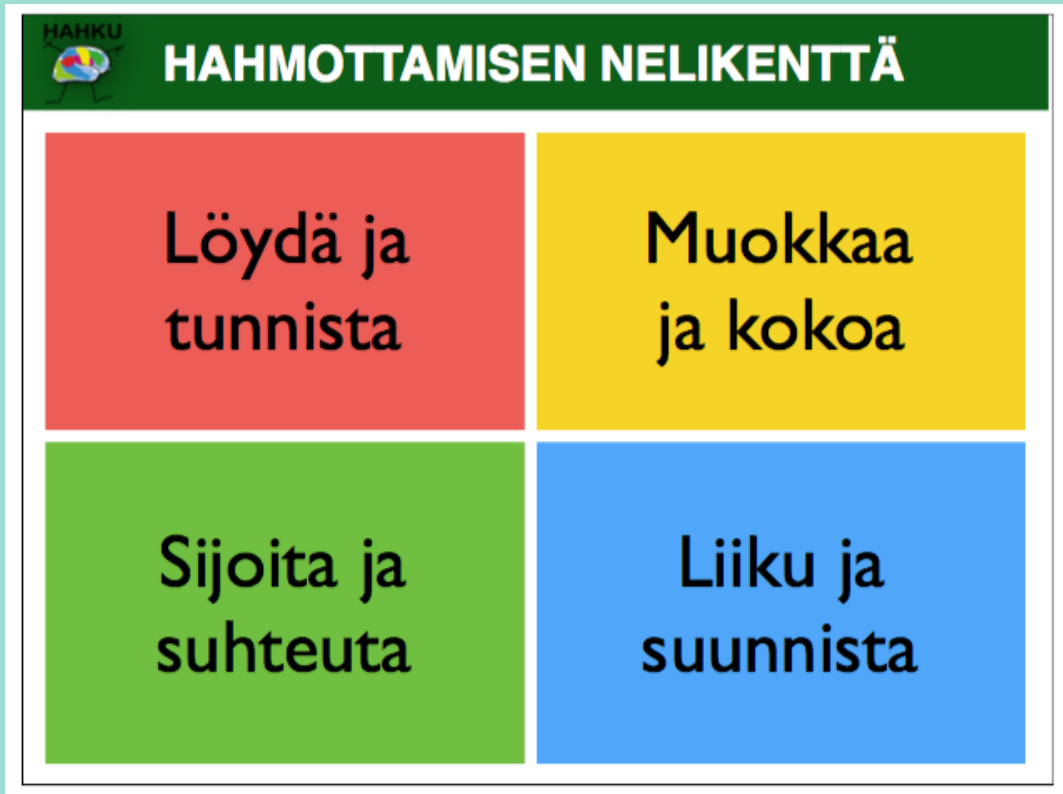 HAHKU
HAHMOTTAMISEN NELIKENTTÄ
Löydä ja
tunnista
Muokkaa
ja kokoa
Sijoita ja
suhteuta
Liiku ja
suunnista